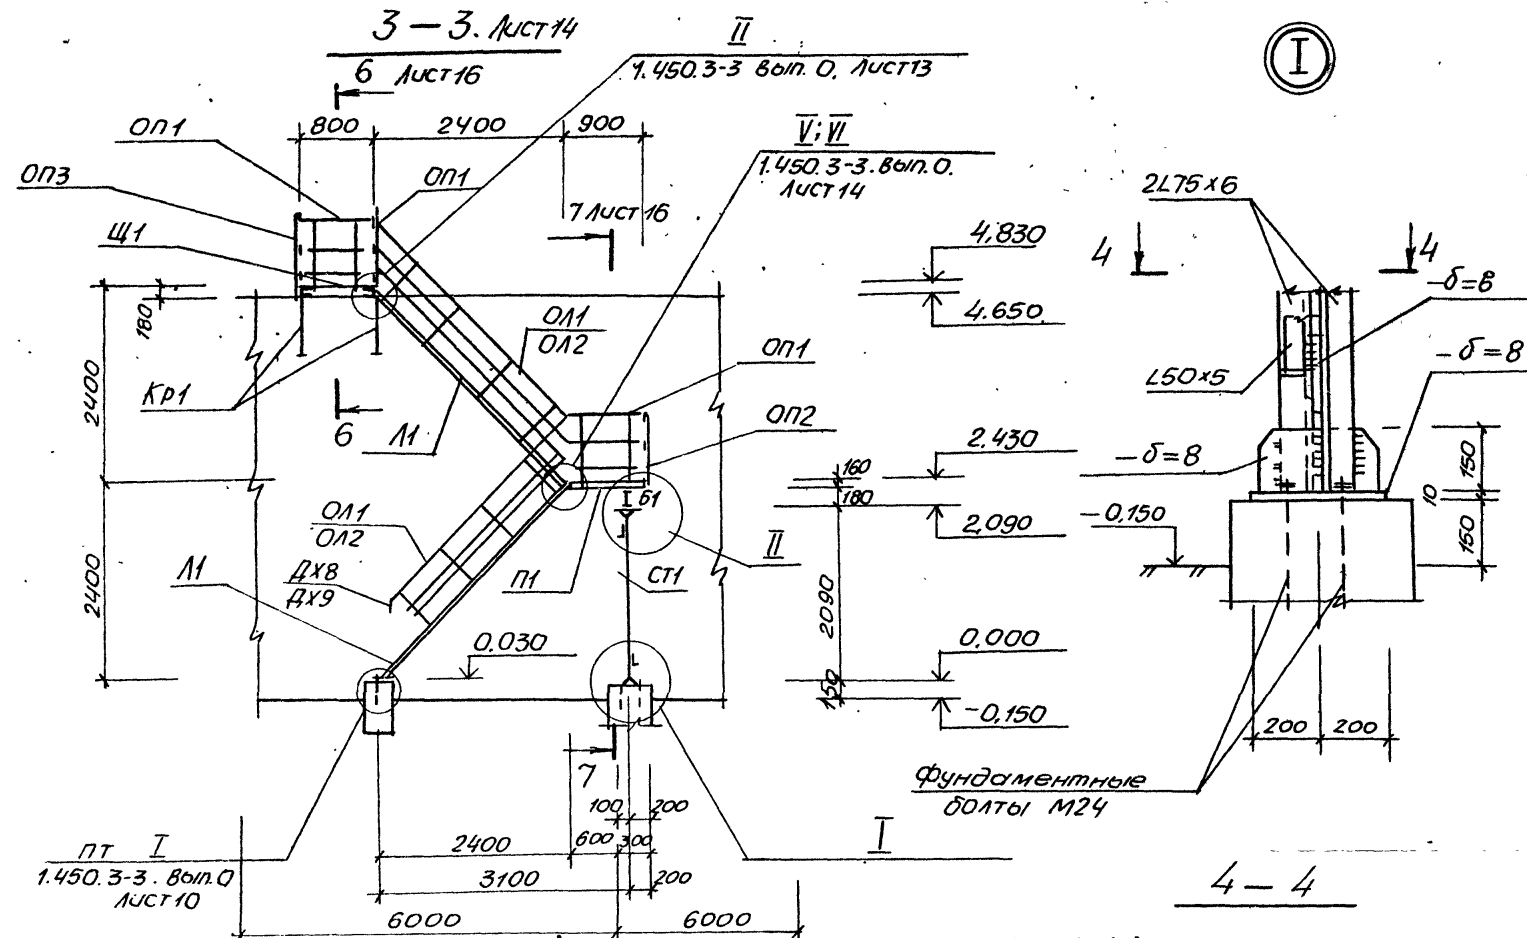 3 – 3. Лист 14
II
1.450.3-3 вып. 0. Лист 13
I
6 Лист 16
800
2400
900
V; VI
1.450.3-3. вып. 0.
Лист 14
ОП1
ОП3
ОП1
7 Лист 16
Щ1
2L75×6
4
4
4.830
4.650
180
ОЛ1
ОЛ2
ОП1
-δ=8
-δ=8
L50×5
КР1
2400
6
Л1
ОП2
2.430
-δ=8
160
180
150
10
Б1
2.090
-0.150
150
ОЛ1
ОЛ2
II
Л1
ДХ8
ДХ9
П1
СТ1
2400
2090
0.030
0.000
150
-0.150
200
200
7
Фундаментные
болты М24
100
200
ПТ I
1.450.3-3. вып. 0
Лист 10
2400
600
300
I
3100
200
6000
6000
4 – 4